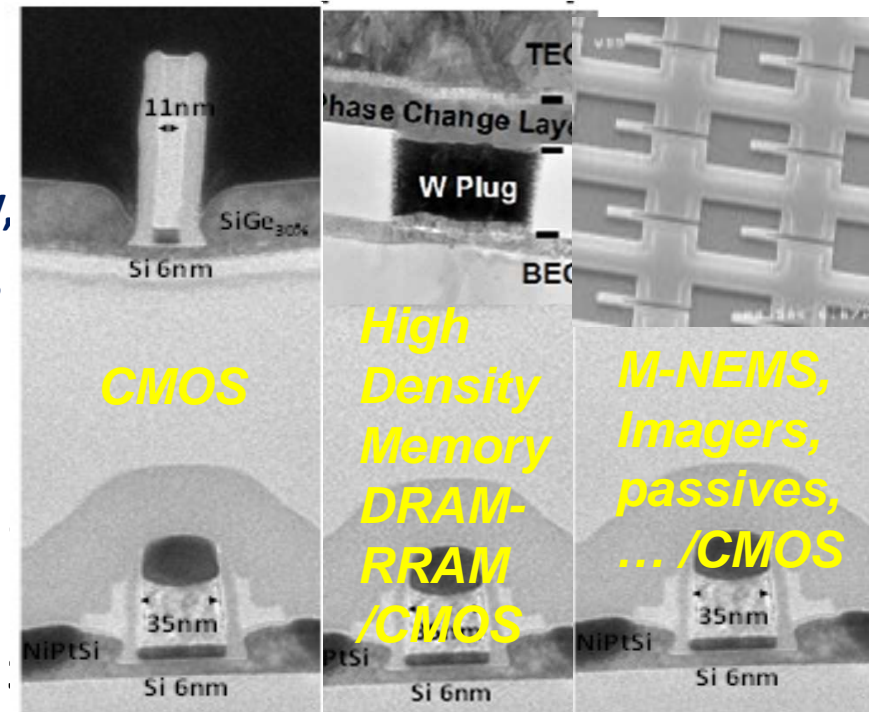 11nm
SiGe30%
Si 6nm
CMOS
35nm
NiPtSi
Si 6nm
TEC
Phase Change Laye
W Plug
BEC
High
Density
Memory
DRAM-
RRAM
/CMOS
PtSi
Si 6nm
M-NEMS,
Imagers,
passives,
… /CMOS
35nm
NiPtSi
Si 6nm